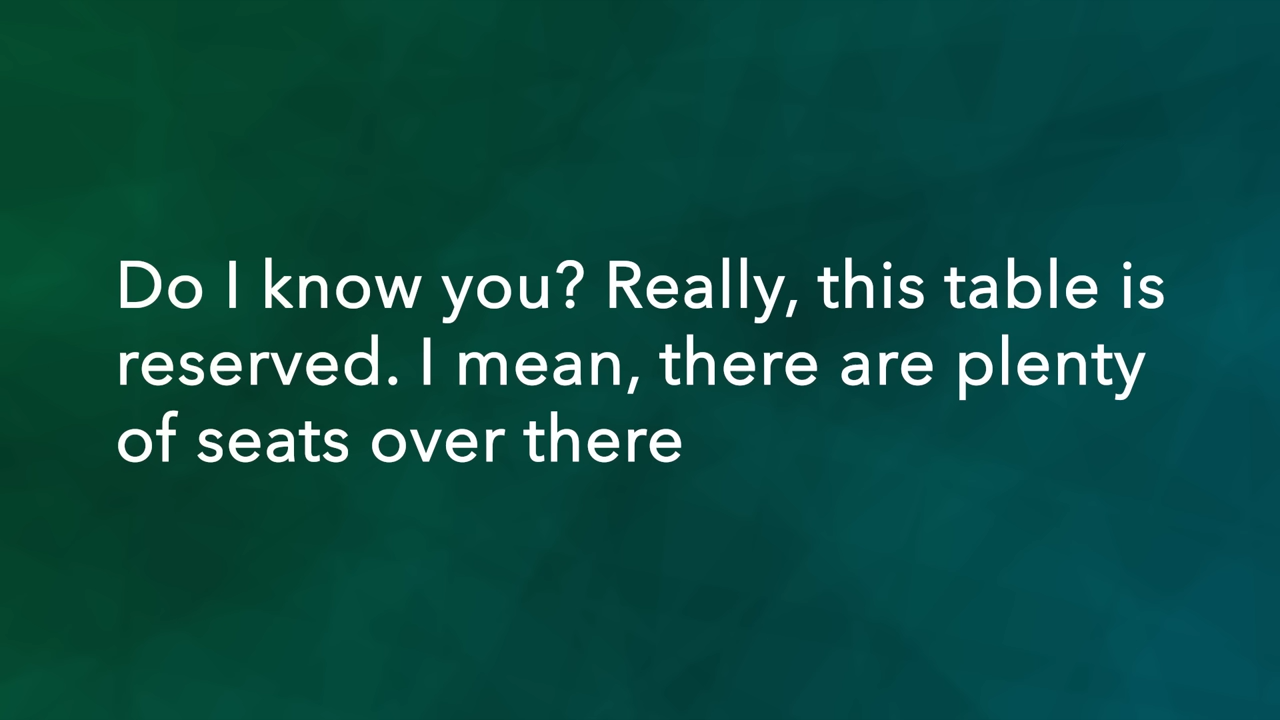 Do I know you? Really, this table is
reserved. I mean, there are plenty
of seats over there